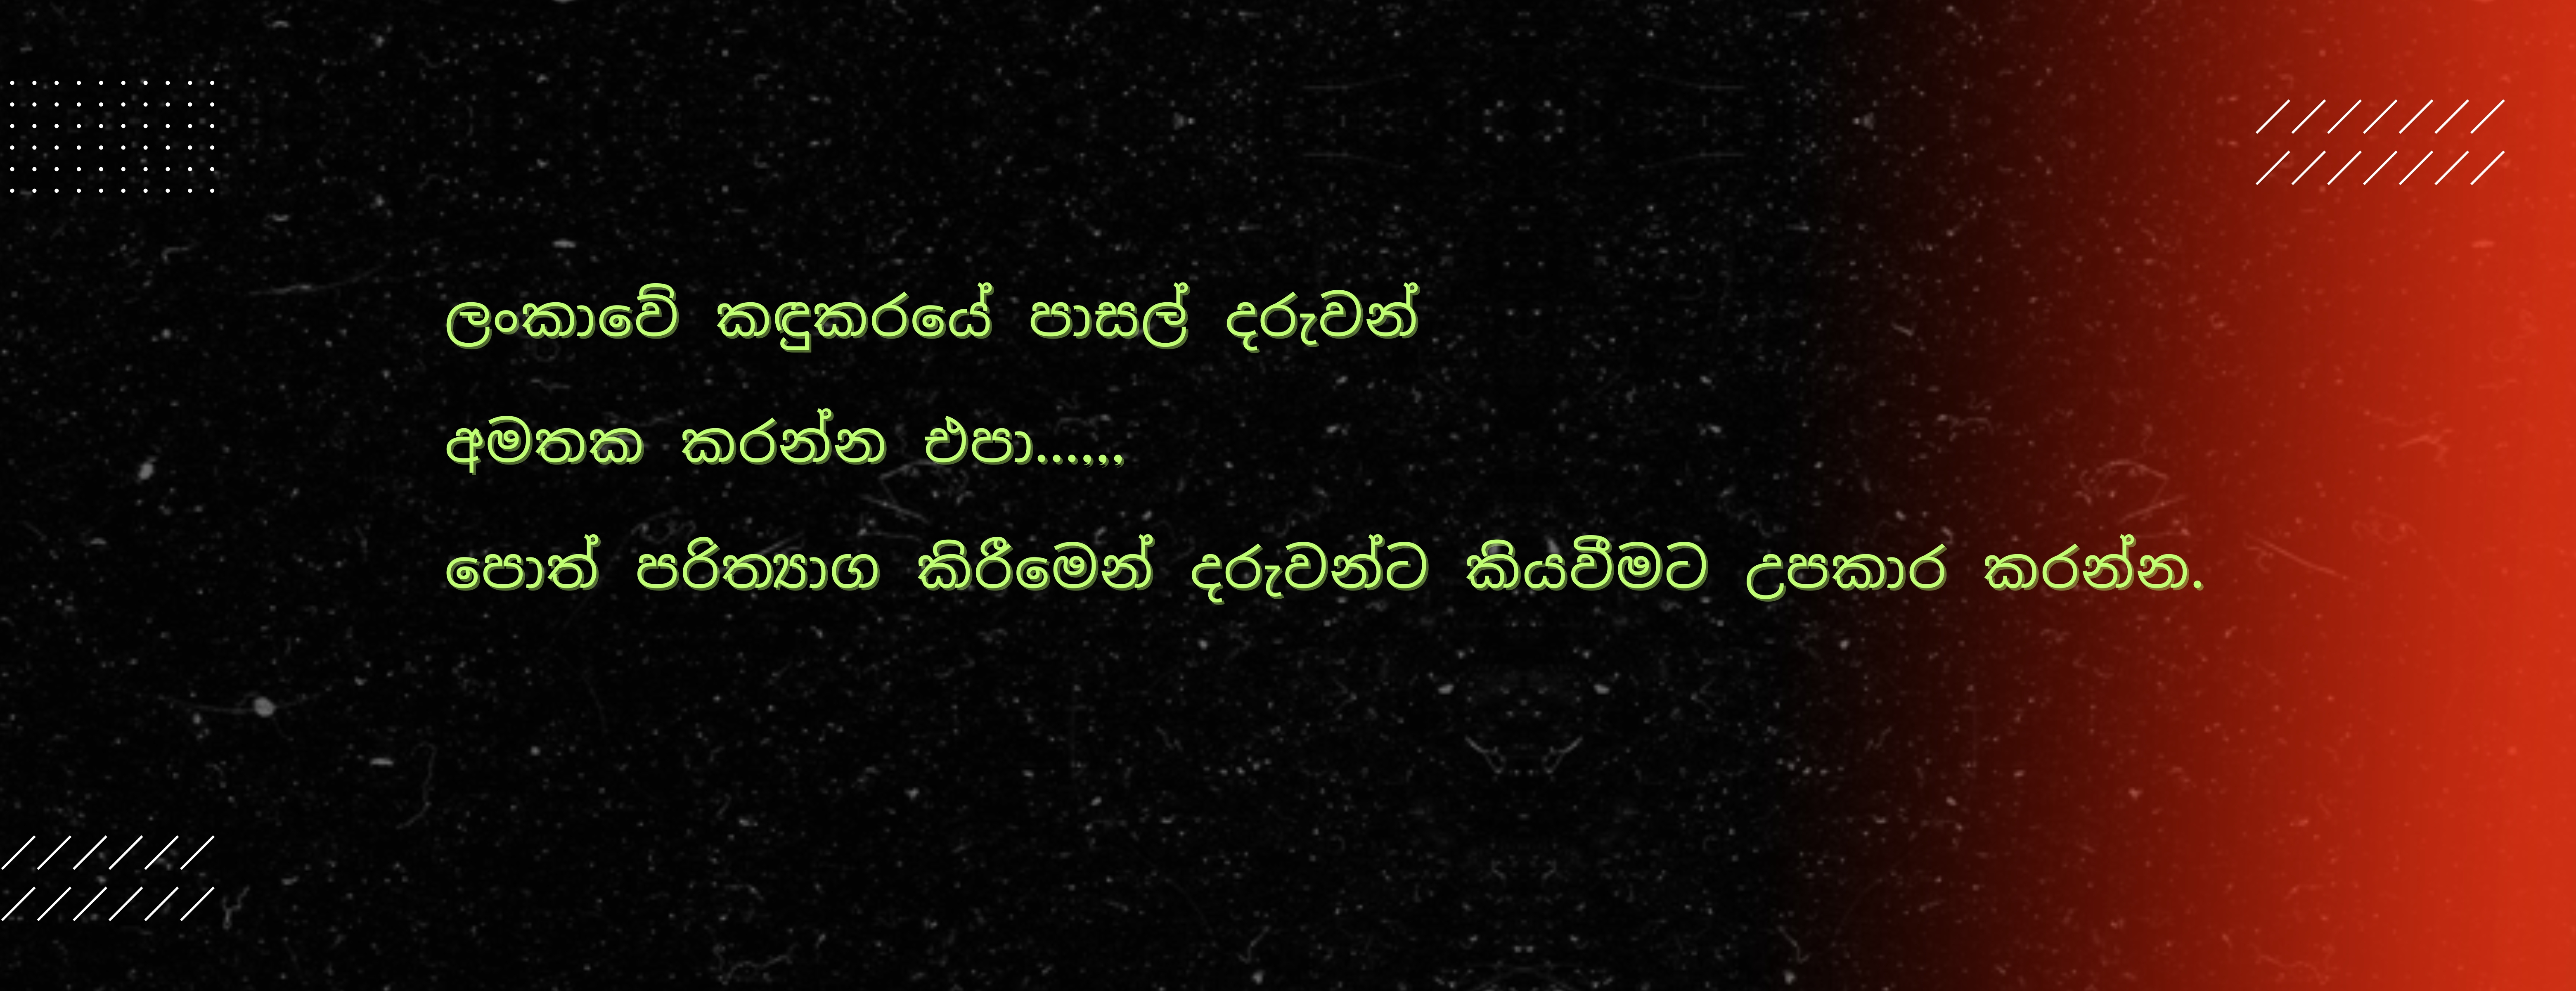 ලංකාවේ කඳුකරයේ පාසල් දරුවන්
අමතක කරන්න එපා......
පොත් පරිත්‍යාග කිරීමෙන් දරුවන්ට කියවීමට උපකාර කරන්න.